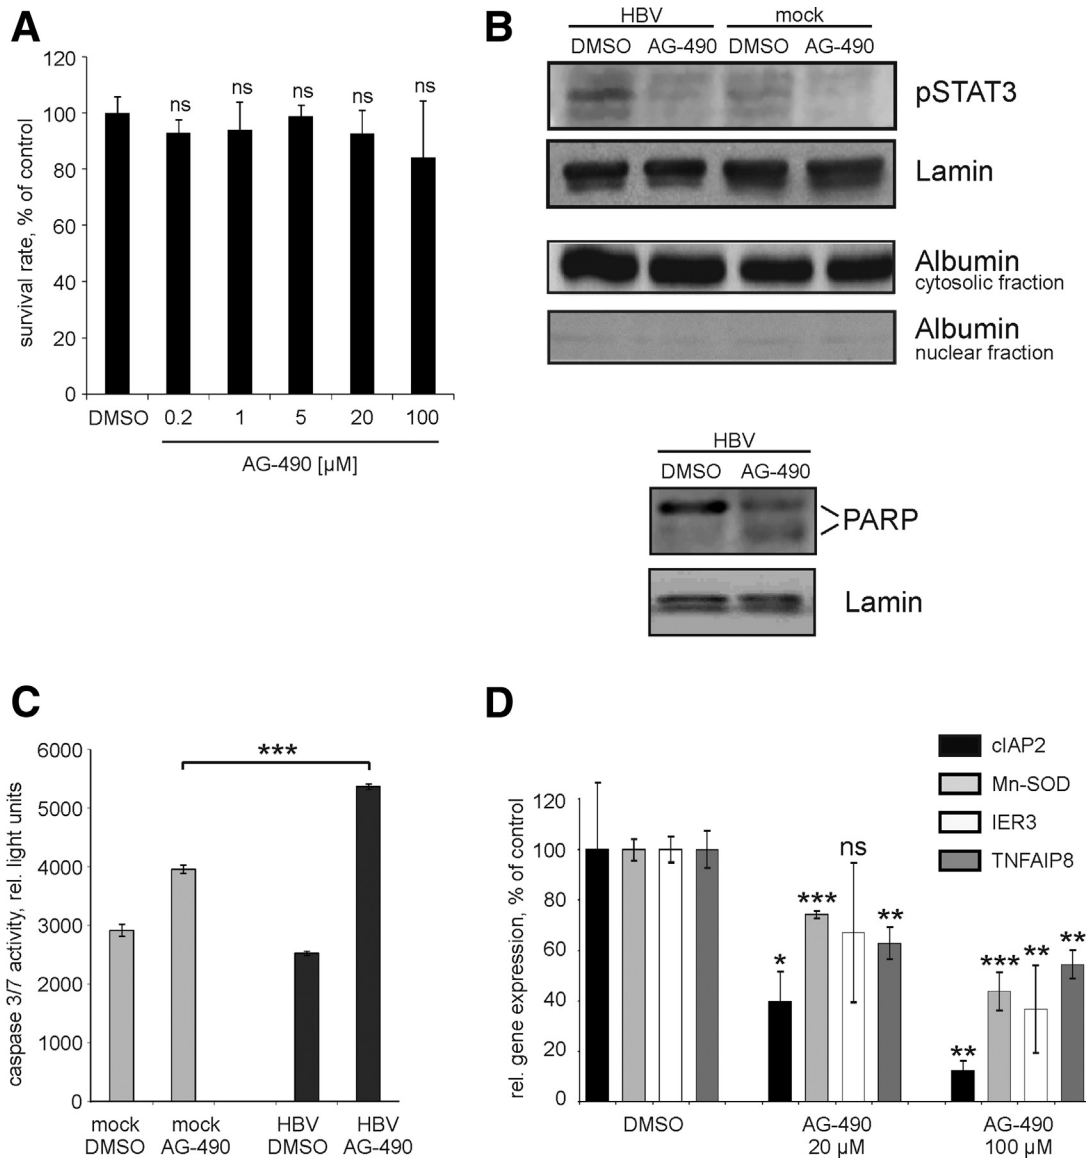 A
120
100
80
60
40
20
0
survival rate, % of control
ns
ns
ns
ns
ns
DMSO 0.2 1 5 20 100
AG-490 [µM]
B
HBV mock
DMSO AG-490 DMSO AG-490
pSTAT3
Lamin
Albumin
cytosolic fraction
Albumin
nuclear fraction
HBV
DMSO AG-490
PARP
Lamin
C
6000
5000
4000
3000
2000
1000
0
caspase 3/7 activity, rel. light units
***
mock mock HBV HBV
DMSO AG-490 DMSO AG-490
D
cIAP2
Mn-SOD
IER3
TNFAIP8
120
100
80
60
40
20
0
rel. gene expression, % of control
*
***
ns
**
**
***
**
**
DMSO AG-490 AG-490
20 µM 100 µM